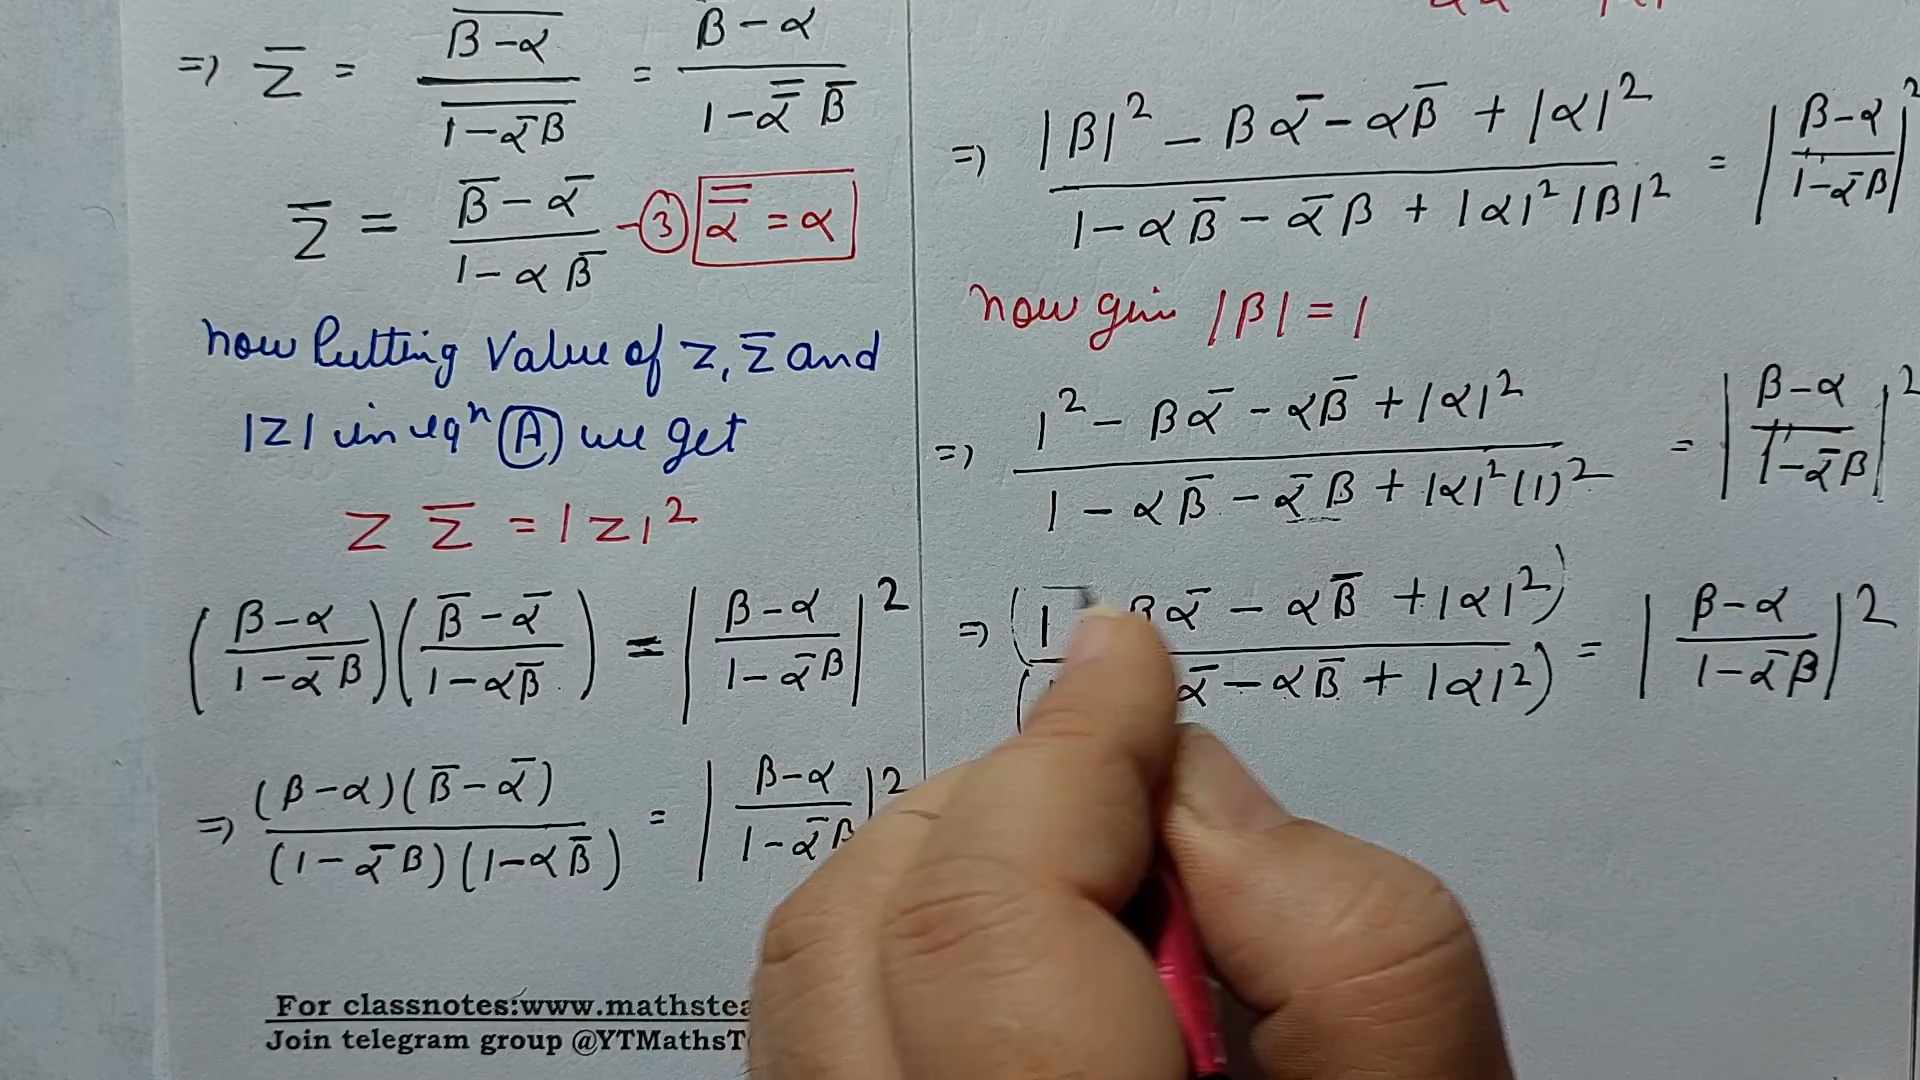 ⇒ z̄ = \overline{β-α} / \overline{1-ᾱβ} = β̄-ᾱ / 1-α̿ β̄
z̄ = β̄-ᾱ / 1-α β̄ -③ α̿ = α
now Putting Value of z, z̄ and
|z| in eqⁿ Ⓐ we get
z z̄ = |z|²
(β-α / 1-ᾱβ)(β̄-ᾱ / 1-αβ̄) = |β-α / 1-ᾱβ|²
⇒ (β-α)(β̄-ᾱ) / (1-ᾱβ)(1-αβ̄) = |β-α / 1-ᾱβ|²
For classnotes:www.mathstea
Join telegram group @YTMathsT
⇒ |β|² - βᾱ - αβ̄ + |α|² / 1-αβ̄ - ᾱβ + |α|²|β|² = |β-α / 1-ᾱβ|²
now givn |β| = 1
⇒ 1² - βᾱ - αβ̄ + |α|² / 1 - αβ̄ - ᾱβ + |α|²(1)² = |β-α / 1-ᾱβ|²
⇒ (1 βᾱ - αβ̄ + |α|²) / ( ᾱ - αβ̄ + |α|²) = |β-α / 1-ᾱβ|²